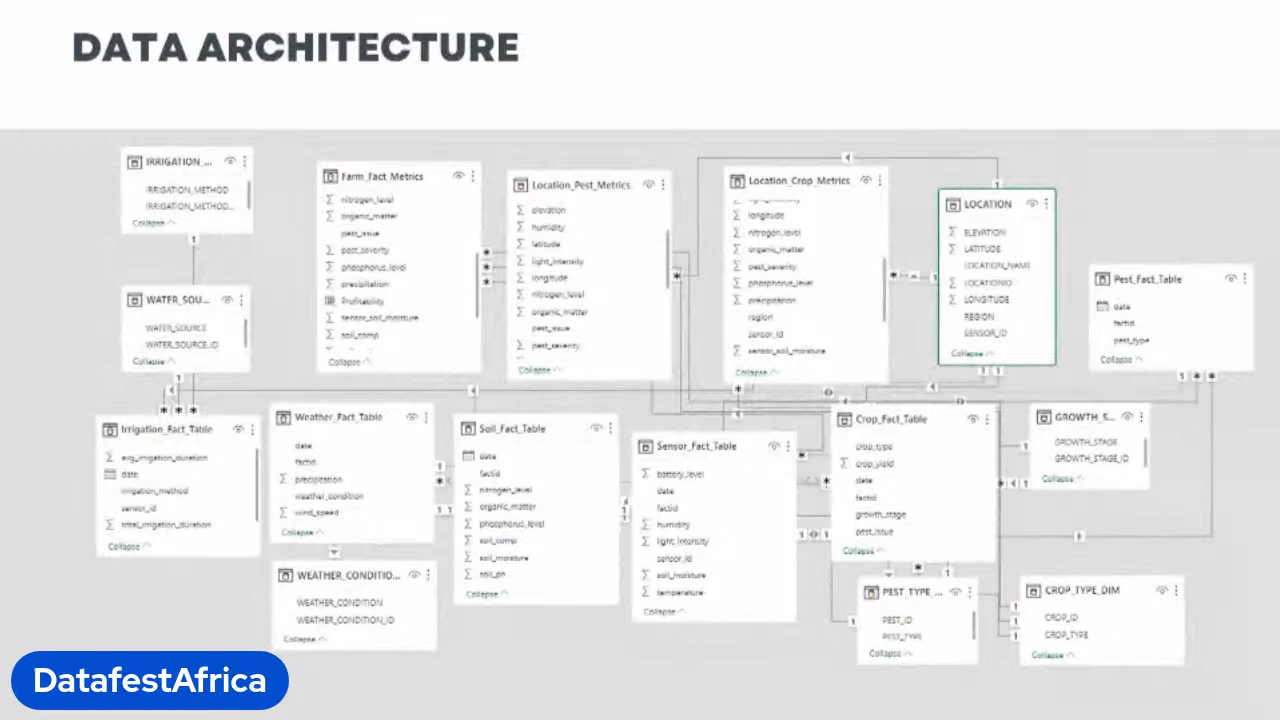 DATA ARCHITECTURE
IRRIGATION_...
IRRIGATION_METHOD
IRRIGATION_METHOD...
Collapse
WATER_SOU...
WATER_SOURCE
WATER_SOURCE_ID
Collapse
Farm_Fact_Metrics
nitrogen_level
organic_matter
pest_issue
pest_severity
phosphorus_level
precipitation
Profitability
sensor_soil_moisture
soil_comp
Collapse
Location_Pest_Metrics
elevation
humidity
latitude
light_intensity
longitude
nitrogen_level
organic_matter
pest_issue
pest_severity
Collapse
Location_Crop_Metrics
longitude
nitrogen_level
organic_matter
pest_severity
phosphorus_level
precipitation
region
sensor_id
sensor_soil_moisture
Collapse
LOCATION
ELEVATION
LATITUDE
LOCATION_NAME
LOCATIONID
LONGITUDE
REGION
SENSOR_ID
Collapse
Pest_Fact_Table
date
factid
pest_type
Collapse
Irrigation_Fact_Table
avg_irrigation_duration
date
irrigation_method
sensor_id
total_irrigation_duration
Collapse
Weather_Fact_Table
date
factid
precipitation
weather_condition
wind_speed
Collapse
WEATHER_CONDITIO...
WEATHER_CONDITION
WEATHER_CONDITION_ID
Collapse
Soil_Fact_Table
date
factid
nitrogen_level
organic_matter
phosphorus_level
soil_comp
soil_moisture
soil_ph
Collapse
Sensor_Fact_Table
battery_level
date
factid
humidity
light_intensity
sensor_id
soil_moisture
temperature
Collapse
Crop_Fact_Table
crop_type
crop_yield
date
factid
growth_stage
pest_issue
Collapse
GROWTH_S...
GROWTH_STAGE
GROWTH_STAGE_ID
Collapse
PEST_TYPE_...
PEST_ID
PEST_TYPE
Collapse
CROP_TYPE_DIM
CROP_ID
CROP_TYPE
Collapse
DatafestAfrica